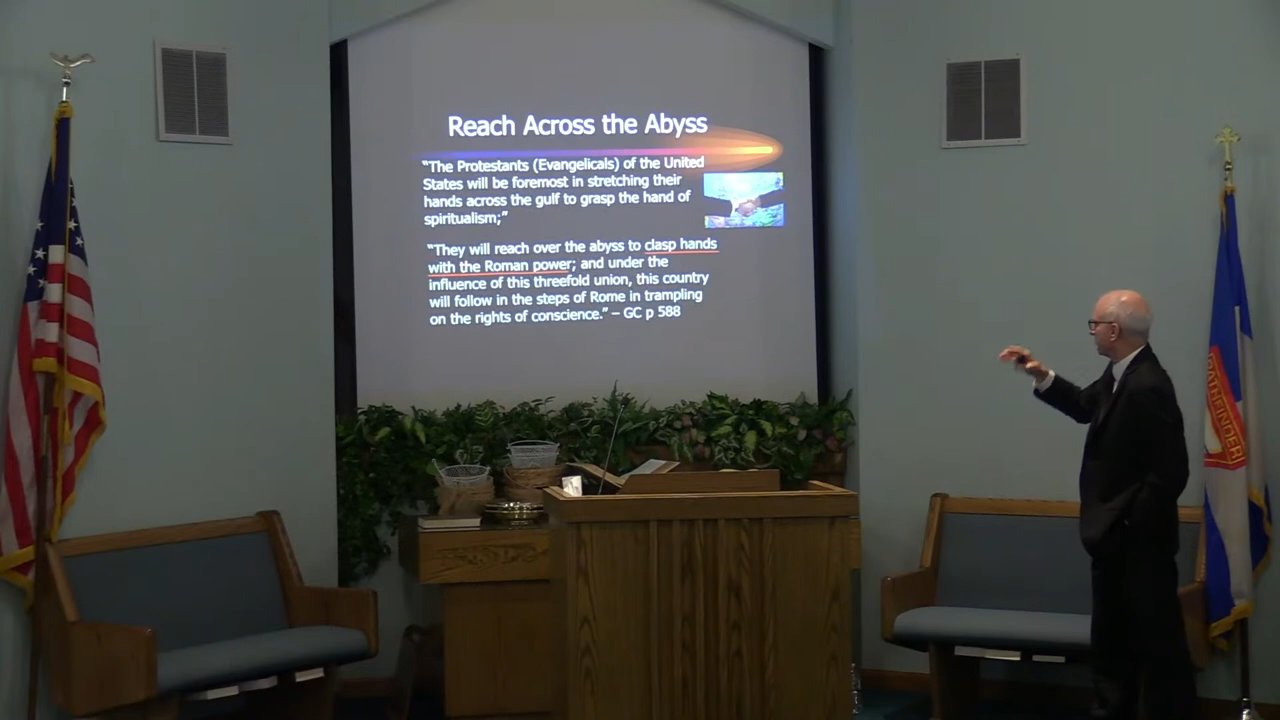 Reach Across the Abyss
“The Protestants (Evangelicals) of the United
States will be foremost in stretching their
hands across the gulf to grasp the hand of
spiritualism;”
“They will reach over the abyss to clasp hands
with the Roman power; and under the
influence of this threefold union, this country
will follow in the steps of Rome in trampling
on the rights of conscience.” – GC p 588
PATHFINDER